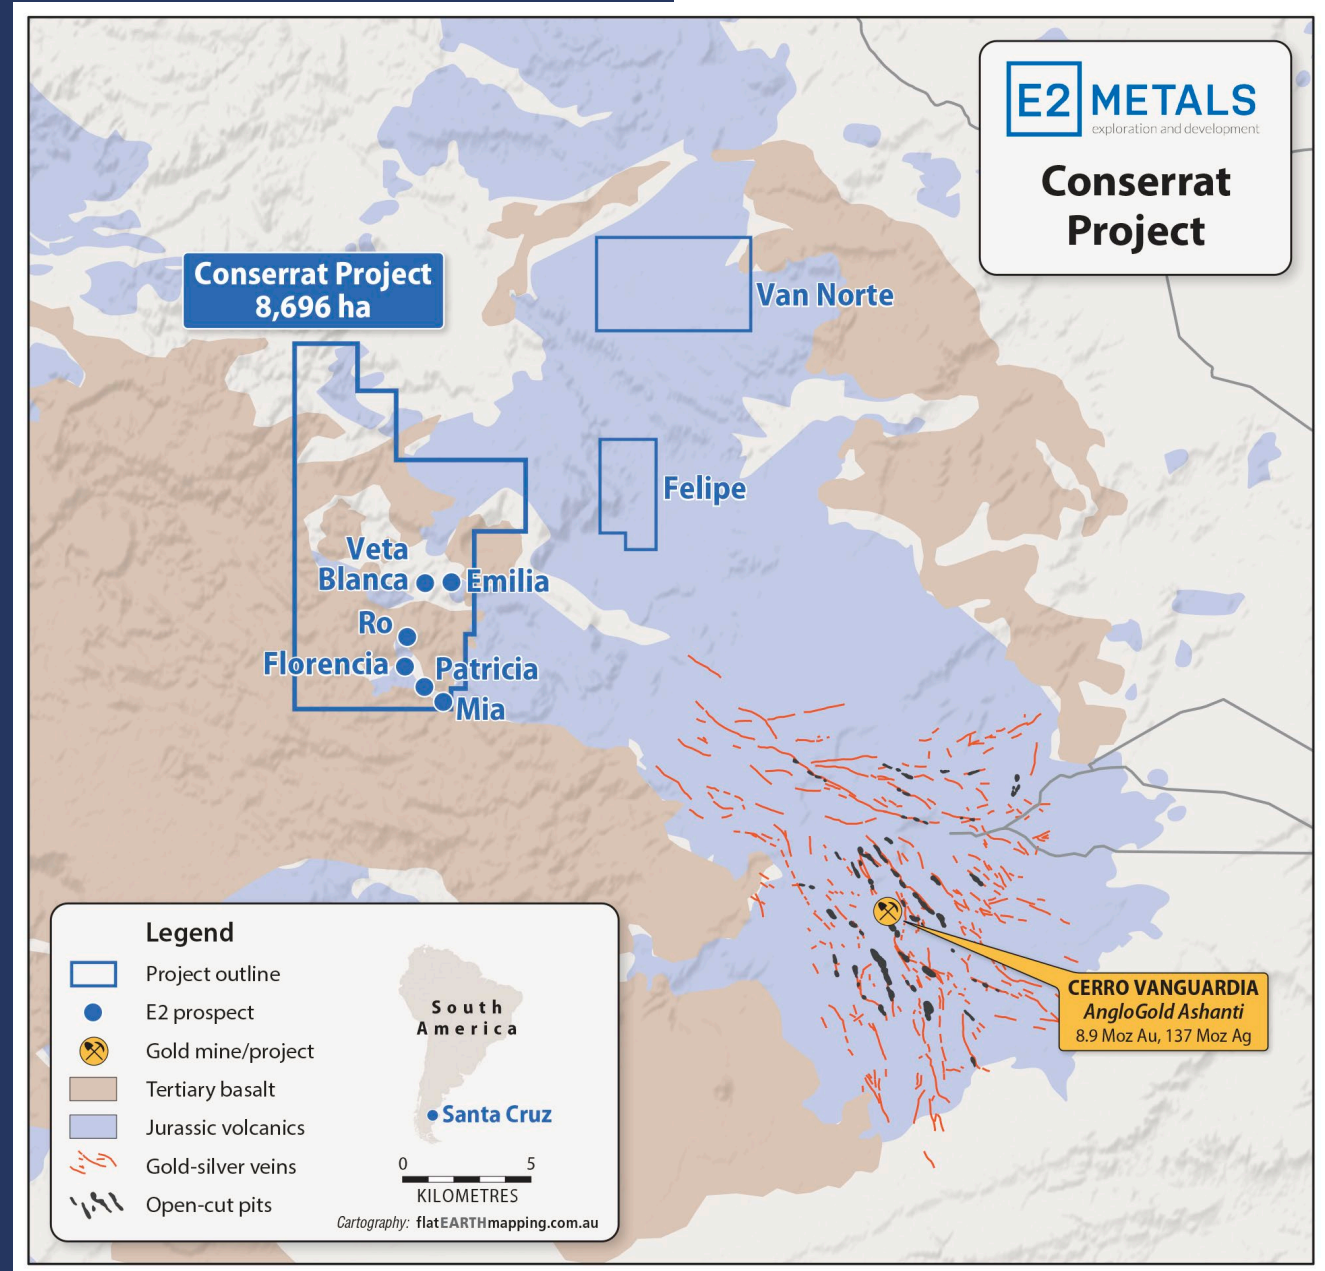 E2 METALS
exploration and development
Conserrat
Project
Conserrat Project
8,696 ha
Van Norte
Felipe
Veta
Blanca
Emilia
Ro
Florencia
Patricia
Mia
CERRO VANGUARDIA
AngloGold Ashanti
8.9 Moz Au, 137 Moz Ag
Legend
Project outline
E2 prospect
Gold mine/project
Tertiary basalt
Jurassic volcanics
Gold-silver veins
Open-cut pits
South
America
Santa Cruz
0 5
KILOMETRES
Cartography: flatEARTHmapping.com.au